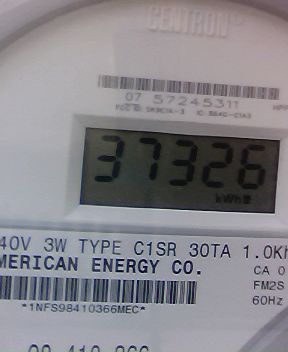 CENTRON
07 57245311
37326
kWh
40V 3W TYPE C1SR 30TA 1.0Kh
MERICAN ENERGY CO.
CA 0
FM2S
60Hz
*1NFS98410366MEC*